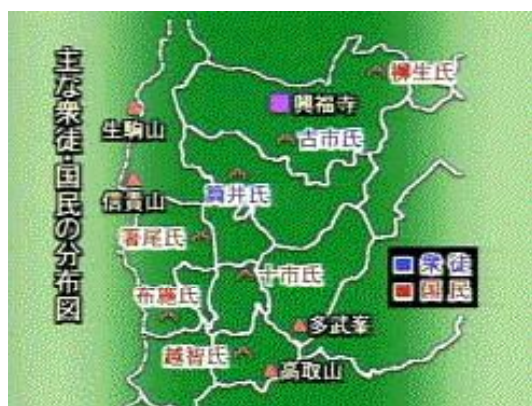 主な衆徒・国民の分布図
柳生氏
興福寺
生駒山
古市氏
信貴山
筒井氏
箸尾氏
十市氏
衆徒
国民
布施氏
多武峯
越智氏
高取山